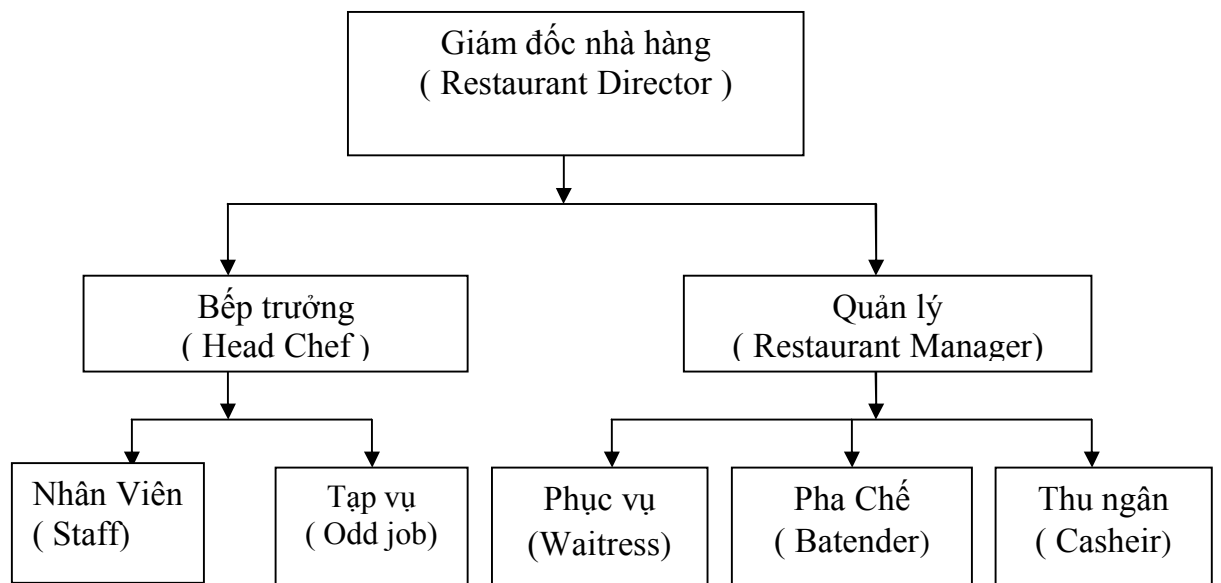 Giám đốc nhà hàng
( Restaurant Director )
Bếp trưởng
( Head Chef )
Quản lý
( Restaurant Manager)
Nhân Viên
( Staff)
Tạp vụ
( Odd job)
Phục vụ
(Waitress)
Pha Chế
( Batender)
Thu ngân
( Casheir)